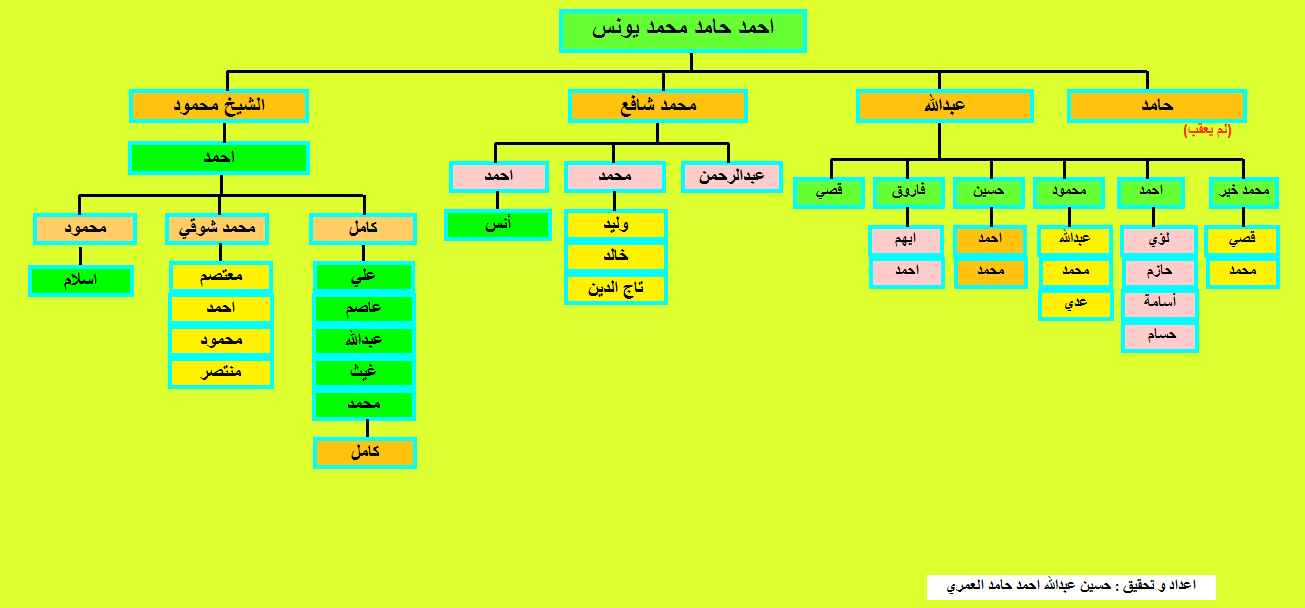 احمد حامد محمد يونس
حامد
عبدالله
محمد شافع
الشيخ محمود
(لم يعقب)
احمد
عبدالرحمن
محمد
احمد
محمد خير
احمد
محمود
حسين
فاروق
قصي
كامل
محمد شوقي
محمود
وليد
خالد
تاج الدين
أنس
قصي
محمد
لؤي
حازم
أسامة
حسام
عبدالله
محمد
عدي
احمد
محمد
ايهم
احمد
علي
عاصم
عبدالله
غيث
محمد
كامل
معتصم
احمد
محمود
منتصر
اسلام
اعداد و تحقيق : حسين عبدالله احمد حامد العمري